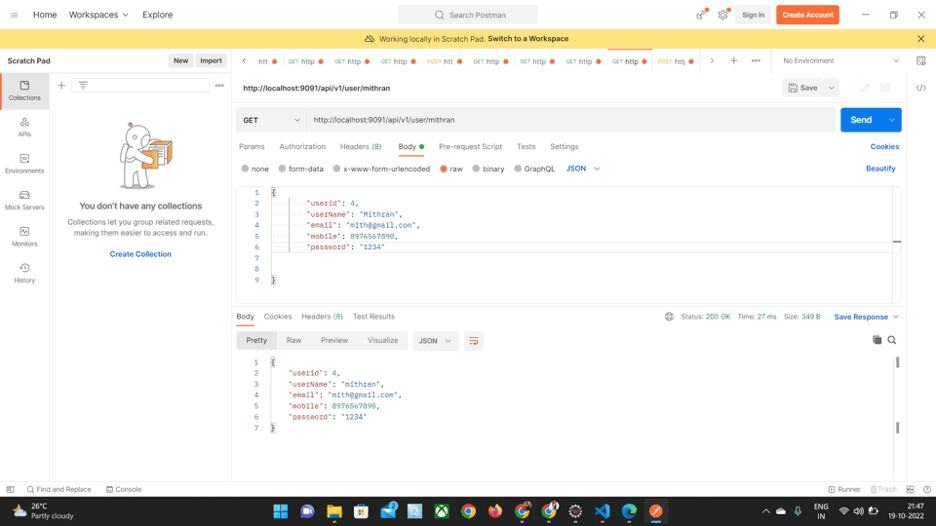 Home Workspaces Explore Search Postman Sign In Create Account
Working locally in Scratch Pad. Switch to a Workspace
Scratch Pad New Import
htt GET http GET http GET http POST htt GET http GET http GET http GET http POST http No Environment
Collections
APIs
Environments
Mock Servers
Monitors
History
You don't have any collections
Collections let you group related requests,
making them easier to access and run.
Create Collection
http://localhost:9091/api/v1/user/mithran Save
GET http://localhost:9091/api/v1/user/mithran Send
Params Authorization Headers (8) Body Pre-request Script Tests Settings Cookies
none form-data x-www-form-urlencoded raw binary GraphQL JSON Beautify
1 {
2 "userid": 4,
3 "userName": "Mithran",
4 "email": "mith@gmail.com",
5 "mobile": 8976567890,
6 "password": "1234"
7
8
9 }
Body Cookies Headers (8) Test Results Status: 200 OK Time: 27 ms Size: 349 B Save Response
Pretty Raw Preview Visualize JSON
1 {
2 "userid": 4,
3 "userName": "mithran",
4 "email": "mith@gmail.com",
5 "mobile": 8976567890,
6 "password": "1234"
7 }
Find and Replace Console Runner Trash
26°C
Partly cloudy
ENG
IN
21:47
19-10-2022